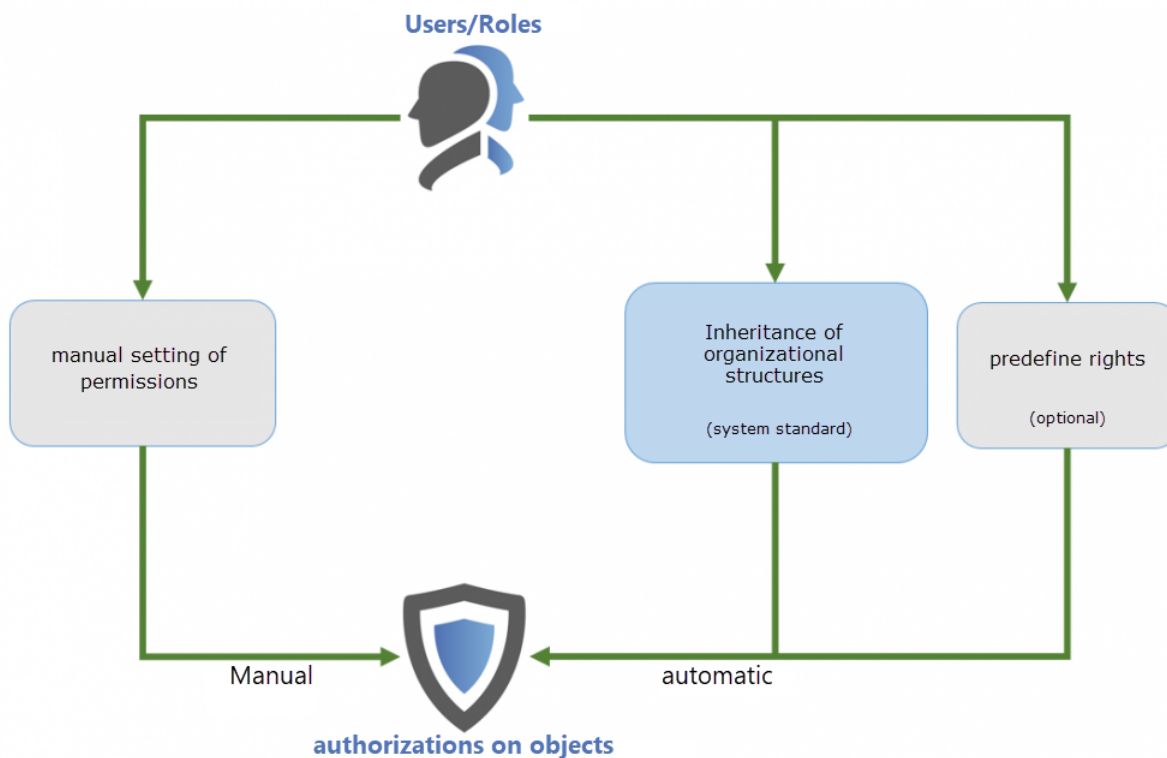 Users/Roles
manual setting of
permissions
Inheritance of
organizational
structures
(system standard)
predefine rights
(optional)
Manual
automatic
authorizations on objects